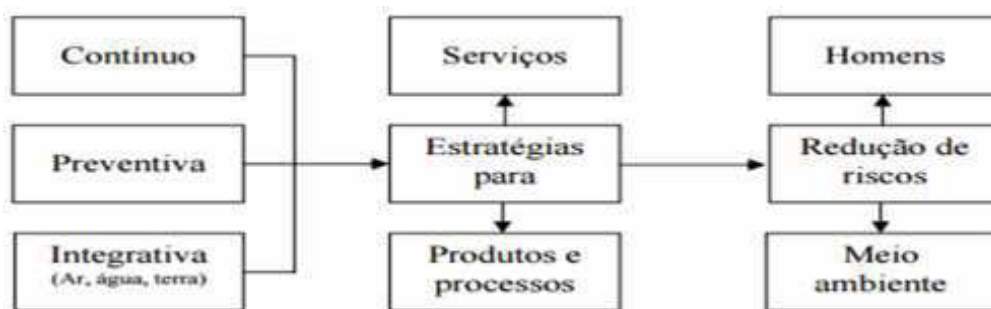 Contínuo
Serviços
Homens
Preventiva
Estratégias
para
Redução de
riscos
Integrativa
(Ar, água, terra)
Produtos e
processos
Meio
ambiente